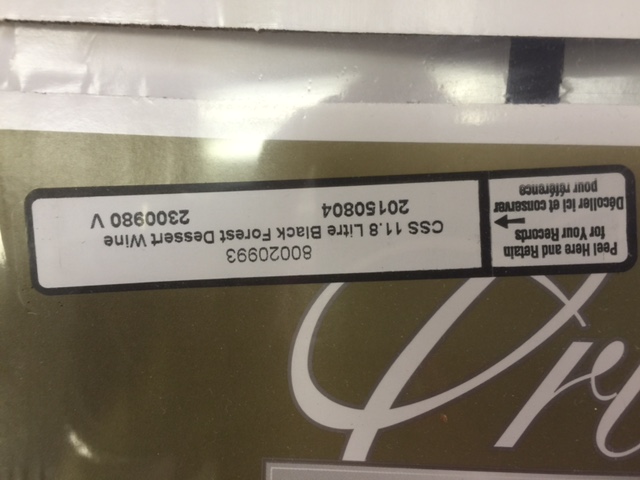 Peel Here and Retain
for Your Records
Décoller ici et conserver
pour référence
80020993
CSS 11.8 Litre Black Forest Dessert Wine
20150804 2300980 V